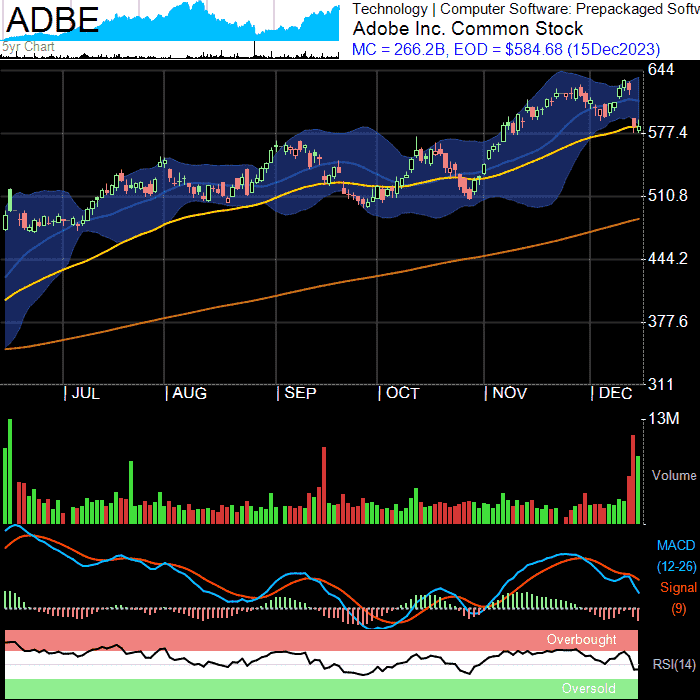 ADBE
5yr Chart
Technology | Computer Software: Prepackaged Softw
Adobe Inc. Common Stock
MC = 266.2B, EOD = $584.68 (15Dec2023)
644
577.4
510.8
444.2
377.6
311
| JUL | AUG | SEP | OCT | NOV | DEC
13M
Volume
MACD
(12-26)
Signal
(9)
Overbought
RSI(14)
Oversold